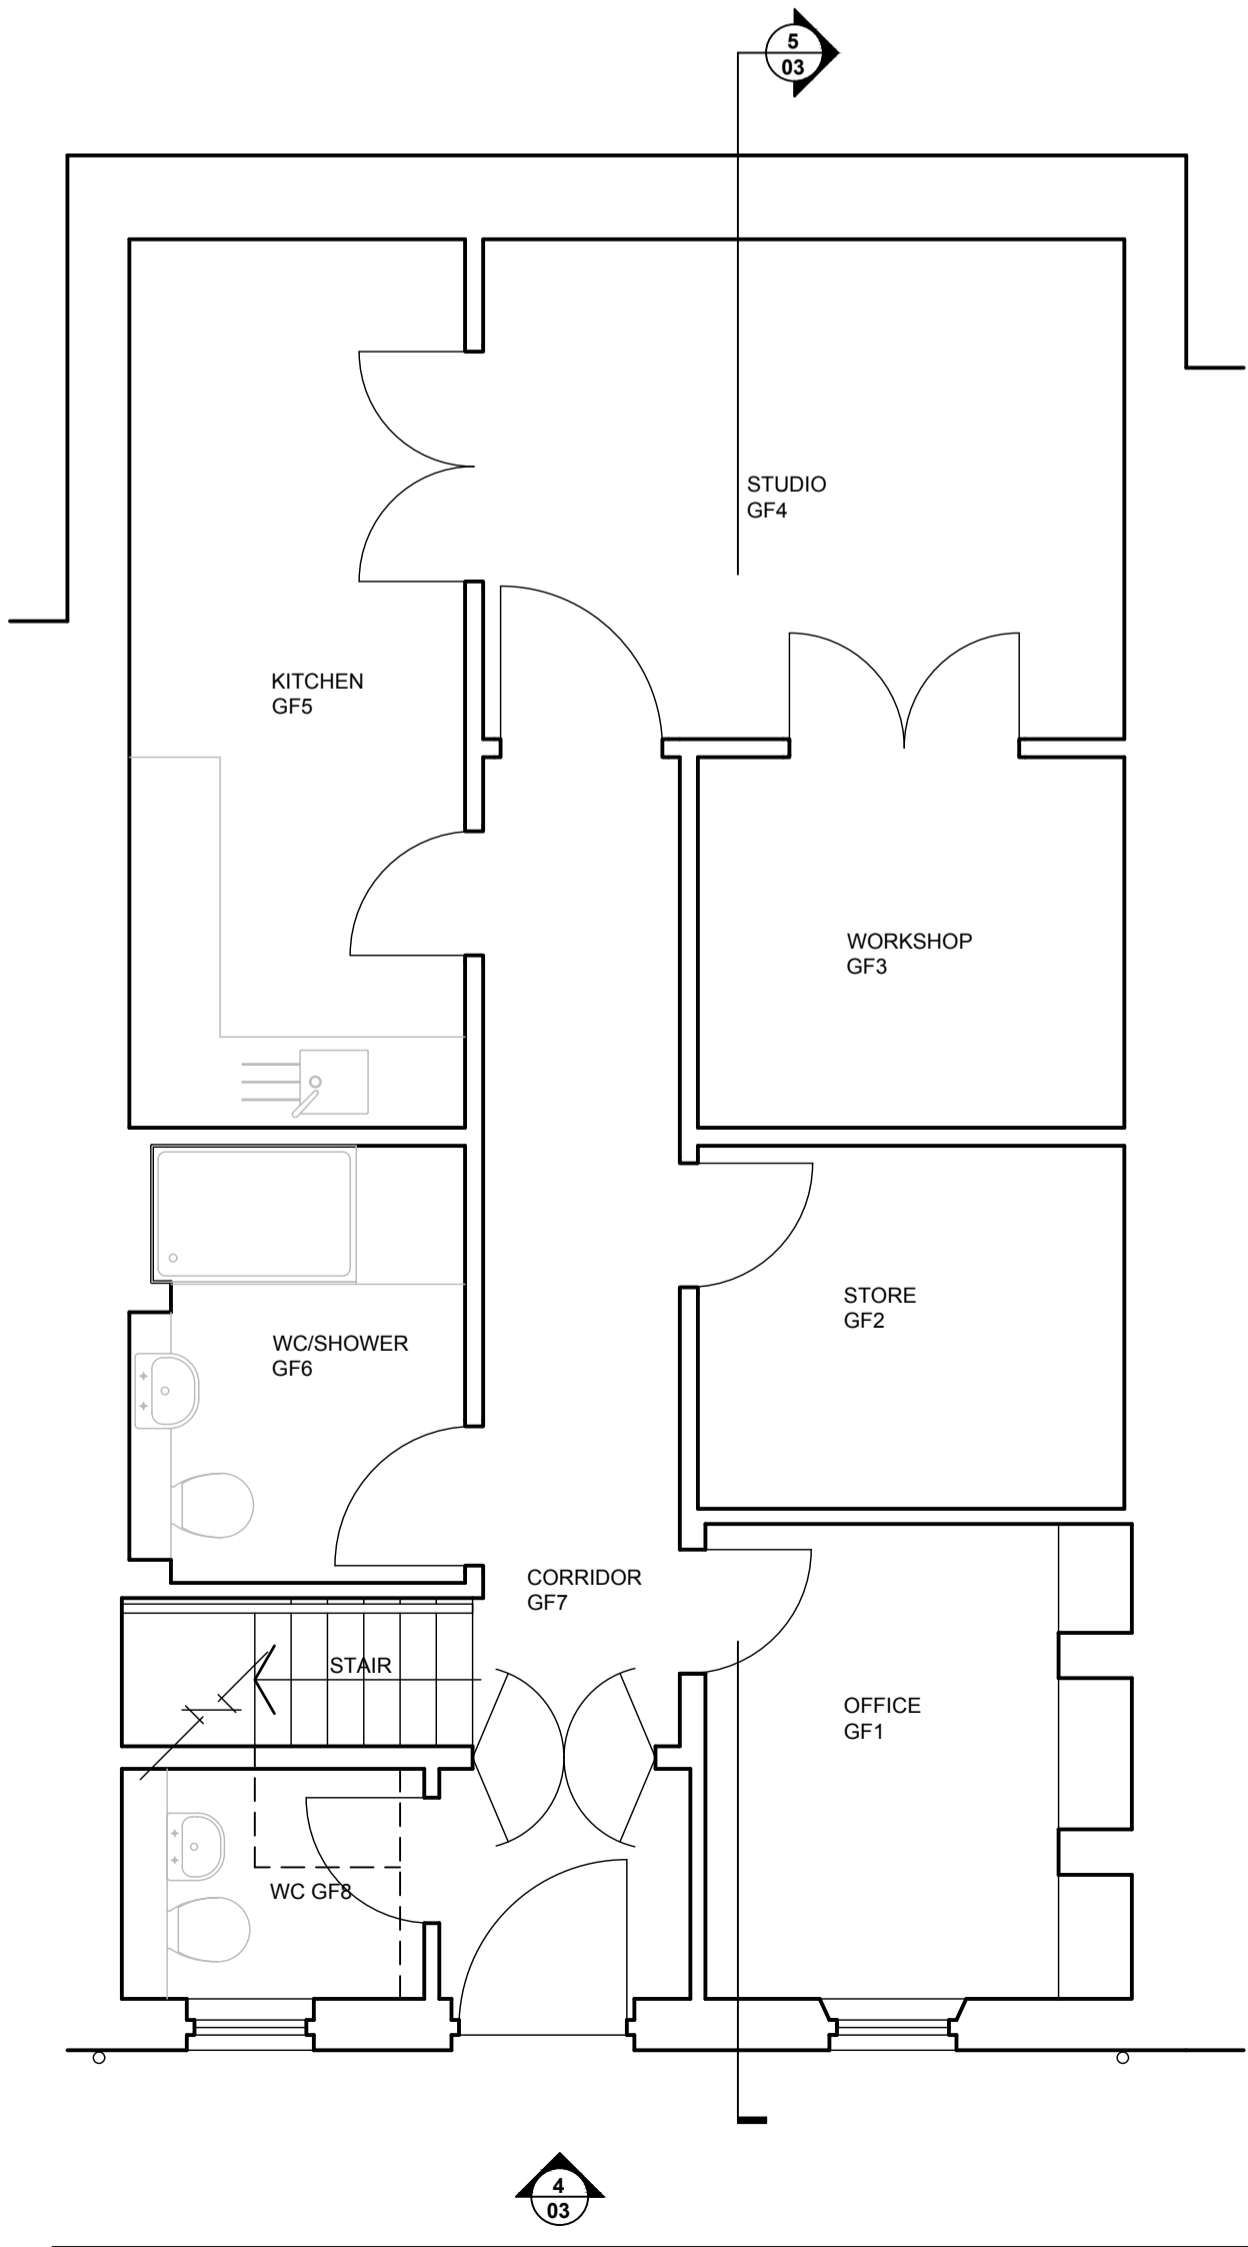 5
03
STUDIO
GF4
KITCHEN
GF5
WORKSHOP
GF3
STORE
GF2
WC/SHOWER
GF6
CORRIDOR
GF7
STAIR
OFFICE
GF1
WC GF8
4
03